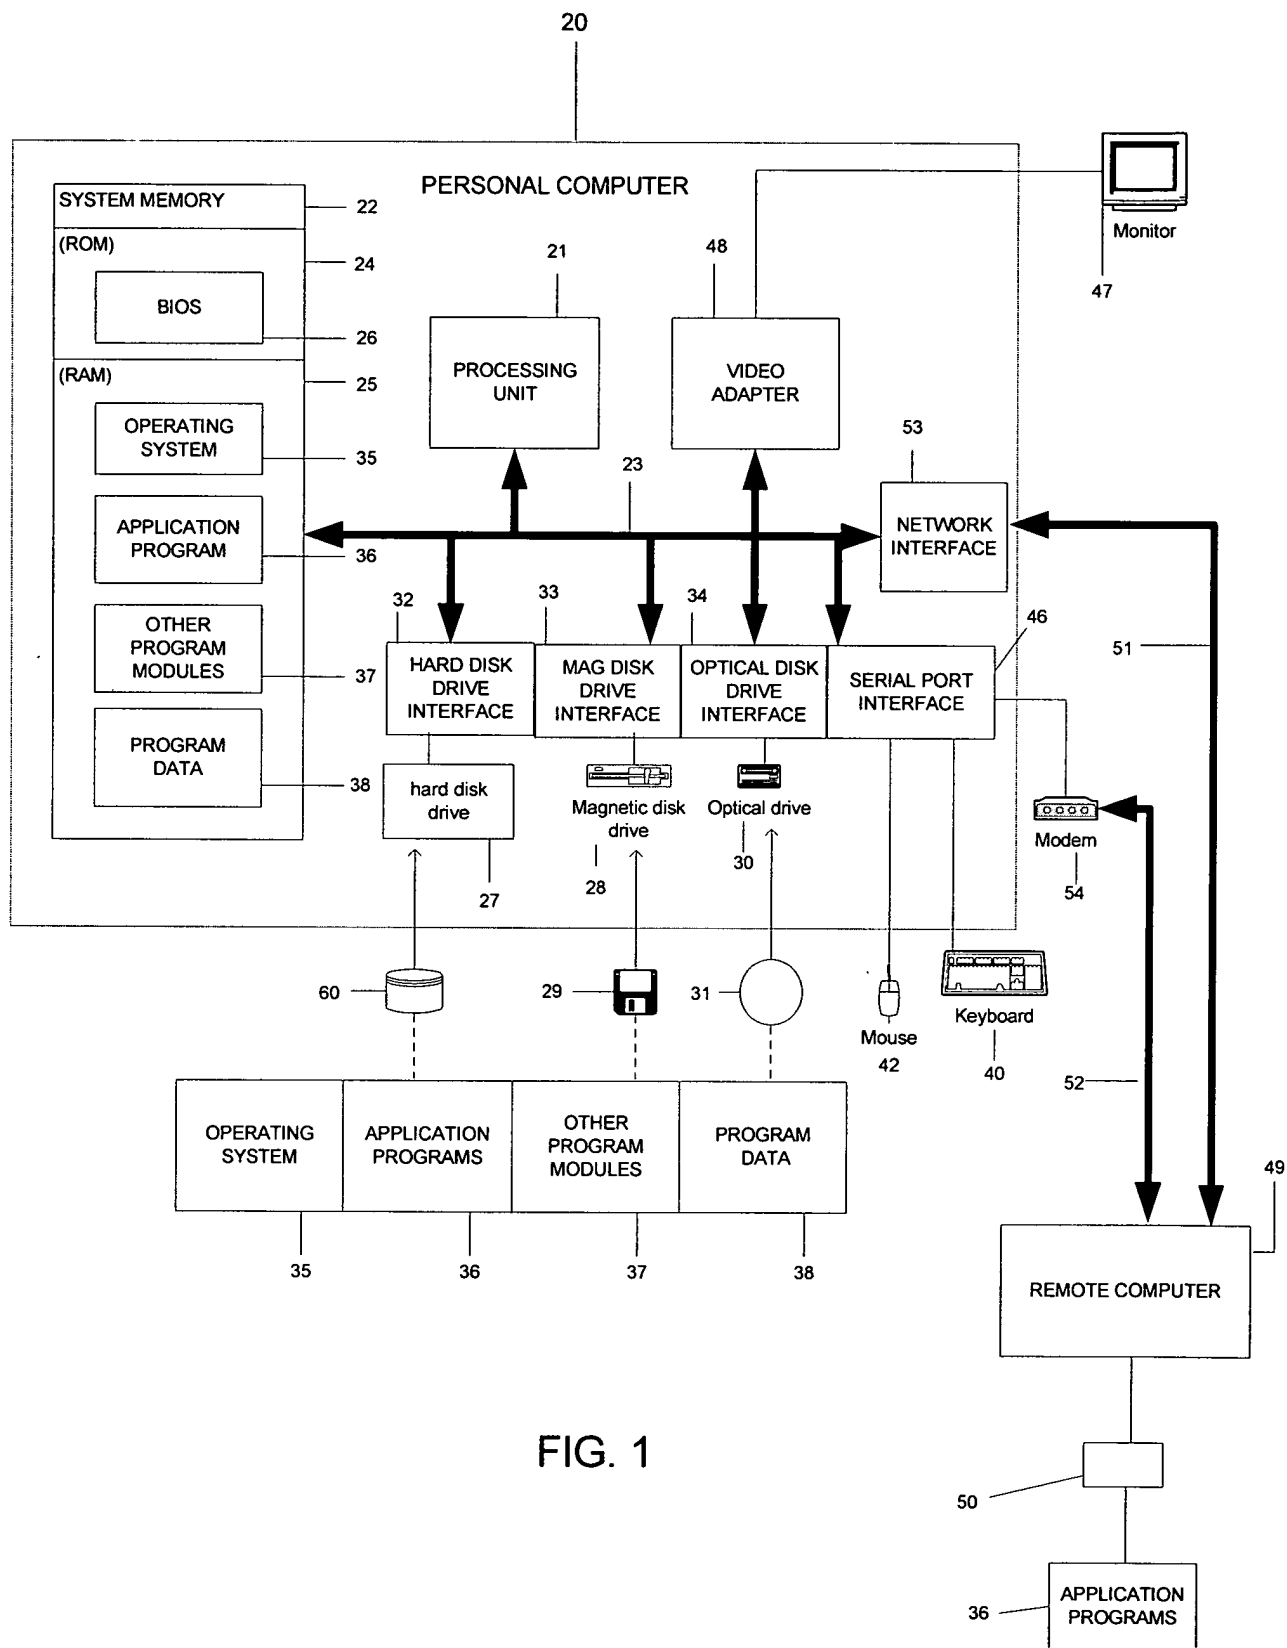 20
PERSONAL COMPUTER
SYSTEM MEMORY
22
(ROM)
24
BIOS
26
(RAM)
25
OPERATING
SYSTEM
35
APPLICATION
PROGRAM
36
OTHER
PROGRAM
MODULES
37
PROGRAM
DATA
38
21
PROCESSING
UNIT
48
VIDEO
ADAPTER
Monitor
47
23
53
NETWORK
INTERFACE
32
HARD DISK
DRIVE
INTERFACE
33
MAG DISK
DRIVE
INTERFACE
34
OPTICAL DISK
DRIVE
INTERFACE
46
SERIAL PORT
INTERFACE
51
hard disk
drive
27
Magnetic disk
drive
28
Optical drive
30
Modem
54
60
29
31
Mouse
42
Keyboard
40
52
OPERATING
SYSTEM
APPLICATION
PROGRAMS
OTHER
PROGRAM
MODULES
PROGRAM
DATA
35
36
37
38
49
REMOTE COMPUTER
FIG. 1
50
36
APPLICATION
PROGRAMS